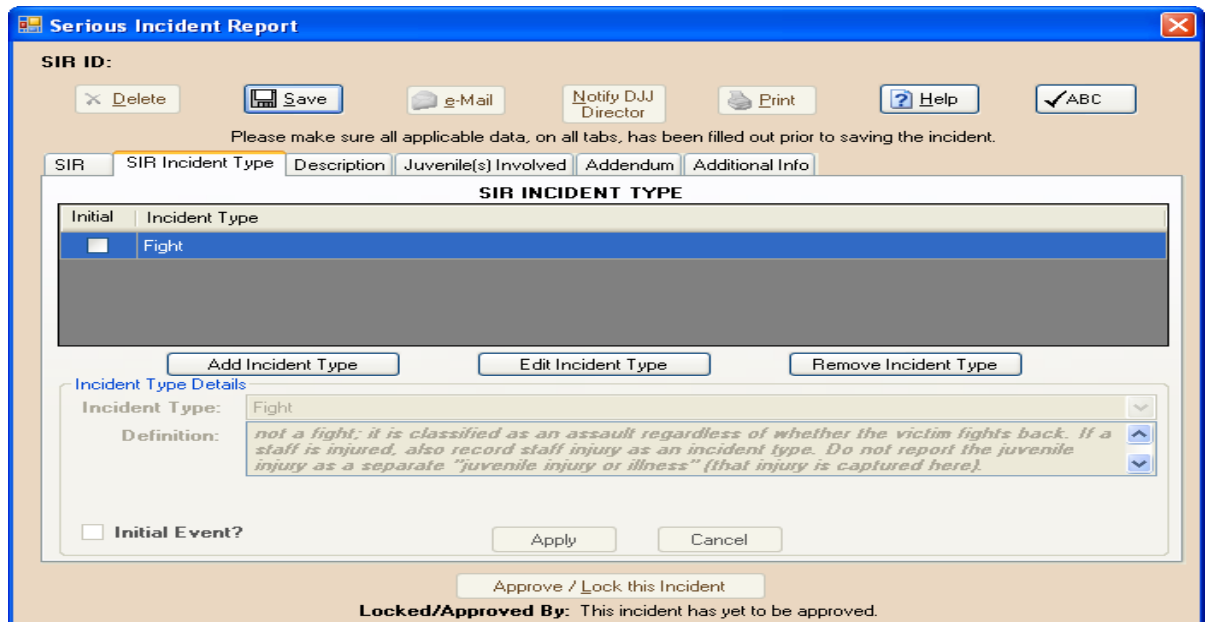 Serious Incident Report
SIR ID:
Delete Save e-Mail Notify DJJ Director Print Help ABC
Please make sure all applicable data, on all tabs, has been filled out prior to saving the incident.
SIR SIR Incident Type Description Juvenile(s) Involved Addendum Additional Info
SIR INCIDENT TYPE
Initial Incident Type
Fight
Add Incident Type Edit Incident Type Remove Incident Type
Incident Type Details
Incident Type: Fight
Definition: not a fight; it is classified as an assault regardless of whether the victim fights back. If a
staff is injured, also record staff injury as an incident type. Do not report the juvenile
injury as a separate "juvenile injury or illness" (that injury is captured here).
Initial Event? Apply Cancel
Approve / Lock this Incident
Locked/Approved By: This incident has yet to be approved.